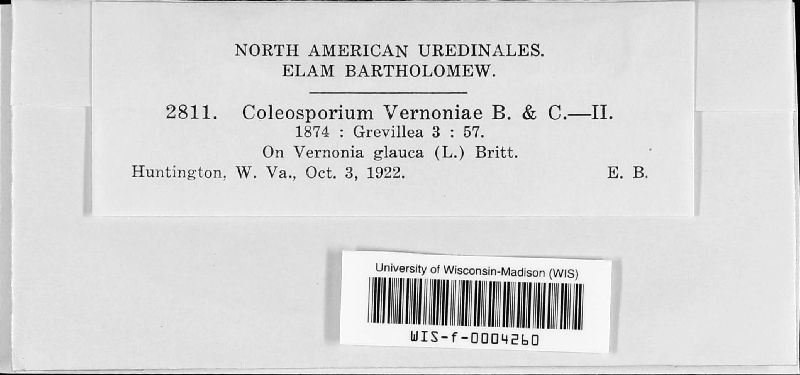 NORTH AMERICAN UREDINALES.
ELAM BARTHOLOMEW.
2811. Coleosporium Vernoniae B. & C.—II.
1874 : Grevillea 3 : 57.
On Vernonia glauca (L.) Britt.
Huntington, W. Va., Oct. 3, 1922. E. B.
University of Wisconsin-Madison (WIS)
WIS-f-0004260